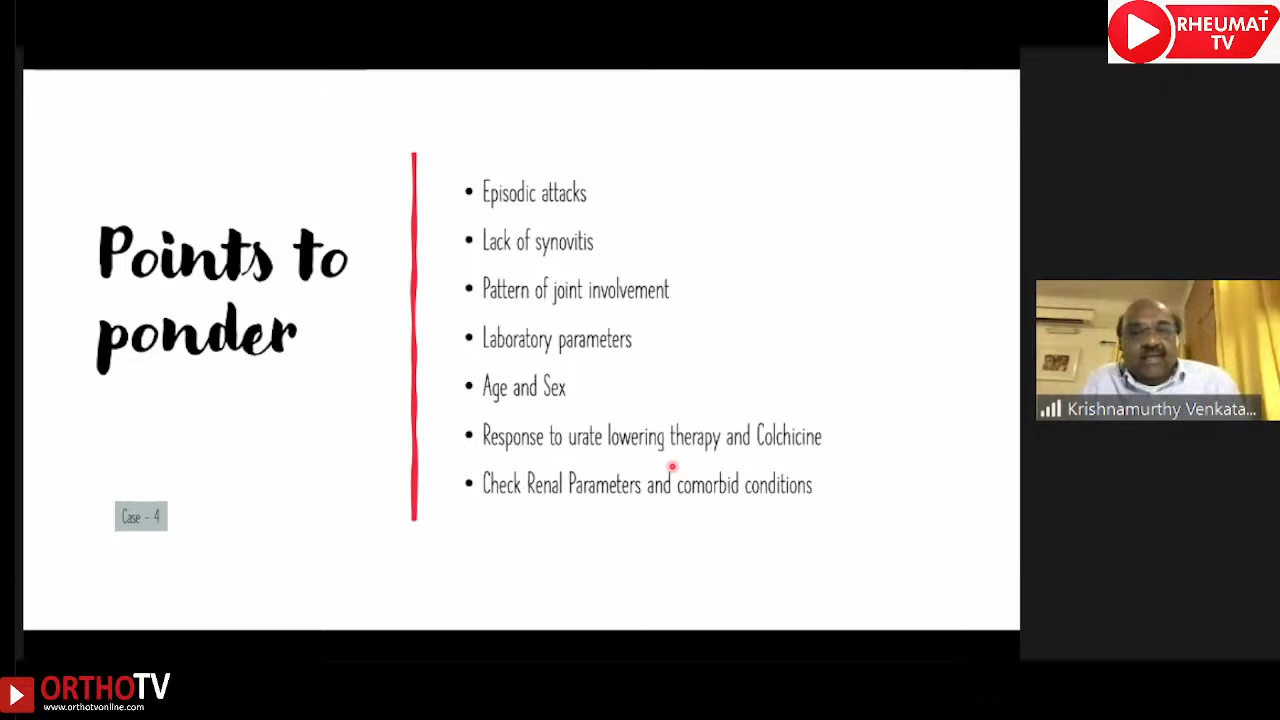 RHEUMAT
TV
Points to
ponder
Case - 4
• Episodic attacks
• Lack of synovitis
• Pattern of joint involvement
• Laboratory parameters
• Age and Sex
• Response to urate lowering therapy and Colchicine
• Check Renal Parameters and comorbid conditions
Krishnamurthy Venkata...
ORTHOTV
www.orthotvonline.com